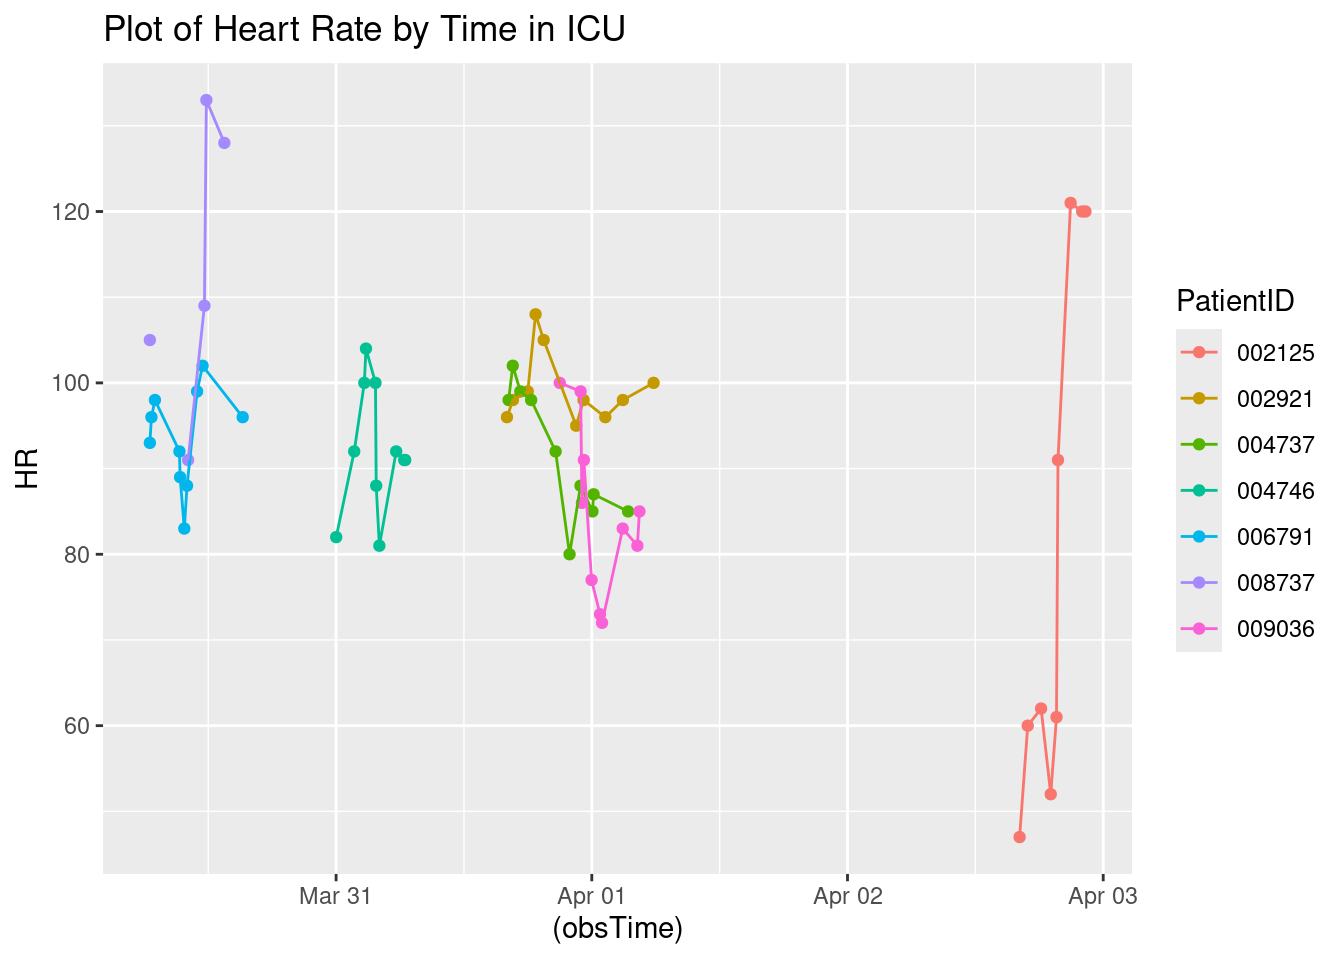 Plot of Heart Rate by Time in ICU
HR
120
100
80
60
Mar 31
Apr 01
Apr 02
Apr 03
(obsTime)
PatientID
002125
002921
004737
004746
006791
008737
009036